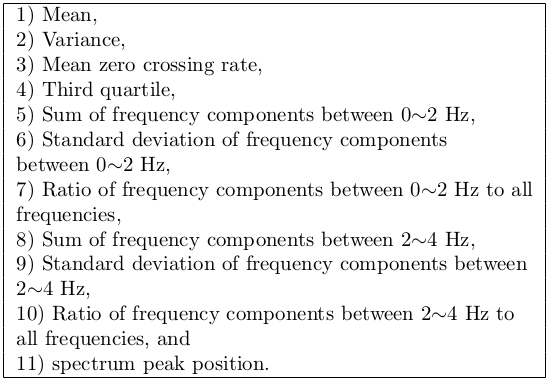 1) Mean,
2) Variance,
3) Mean zero crossing rate,
4) Third quartile,
5) Sum of frequency components between 0∼2 Hz,
6) Standard deviation of frequency components
between 0∼2 Hz,
7) Ratio of frequency components between 0∼2 Hz to all
frequencies,
8) Sum of frequency components between 2∼4 Hz,
9) Standard deviation of frequency components between
2∼4 Hz,
10) Ratio of frequency components between 2∼4 Hz to
all frequencies, and
11) spectrum peak position.